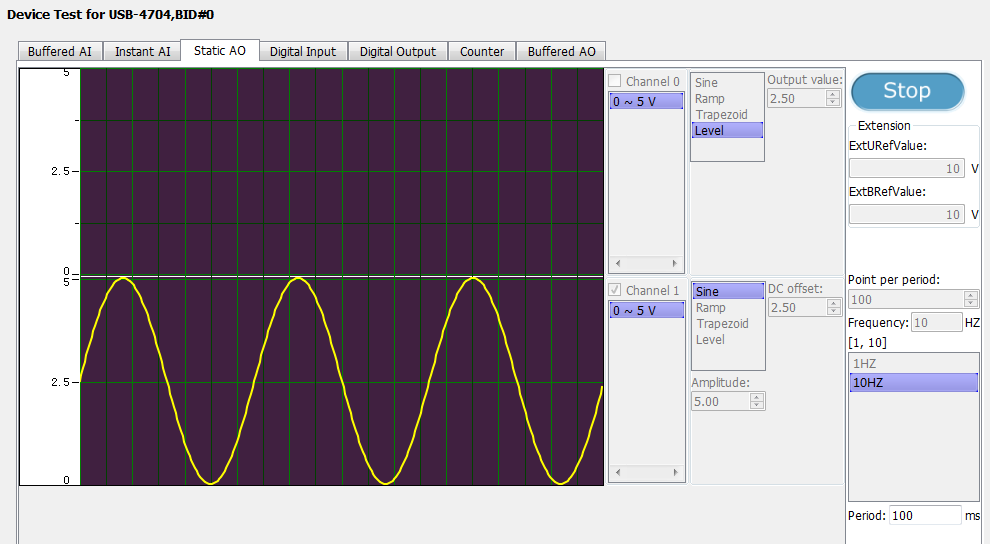 Device Test for USB-4704,BID#0
Buffered AI Instant AI Static AO Digital Input Digital Output Counter Buffered AO
5
2.5
0
Channel 0
0 ~ 5 V
Sine
Ramp
Trapezoid
Level
Output value:
2.50
5
2.5
0
Channel 1
0 ~ 5 V
Sine
Ramp
Trapezoid
Level
DC offset:
2.50
Amplitude:
5.00
Stop
Extension
ExtURefValue:
10 V
ExtBRefValue:
10 V
Point per period:
100
Frequency: 10 HZ
[1, 10]
1HZ
10HZ
Period: 100 ms